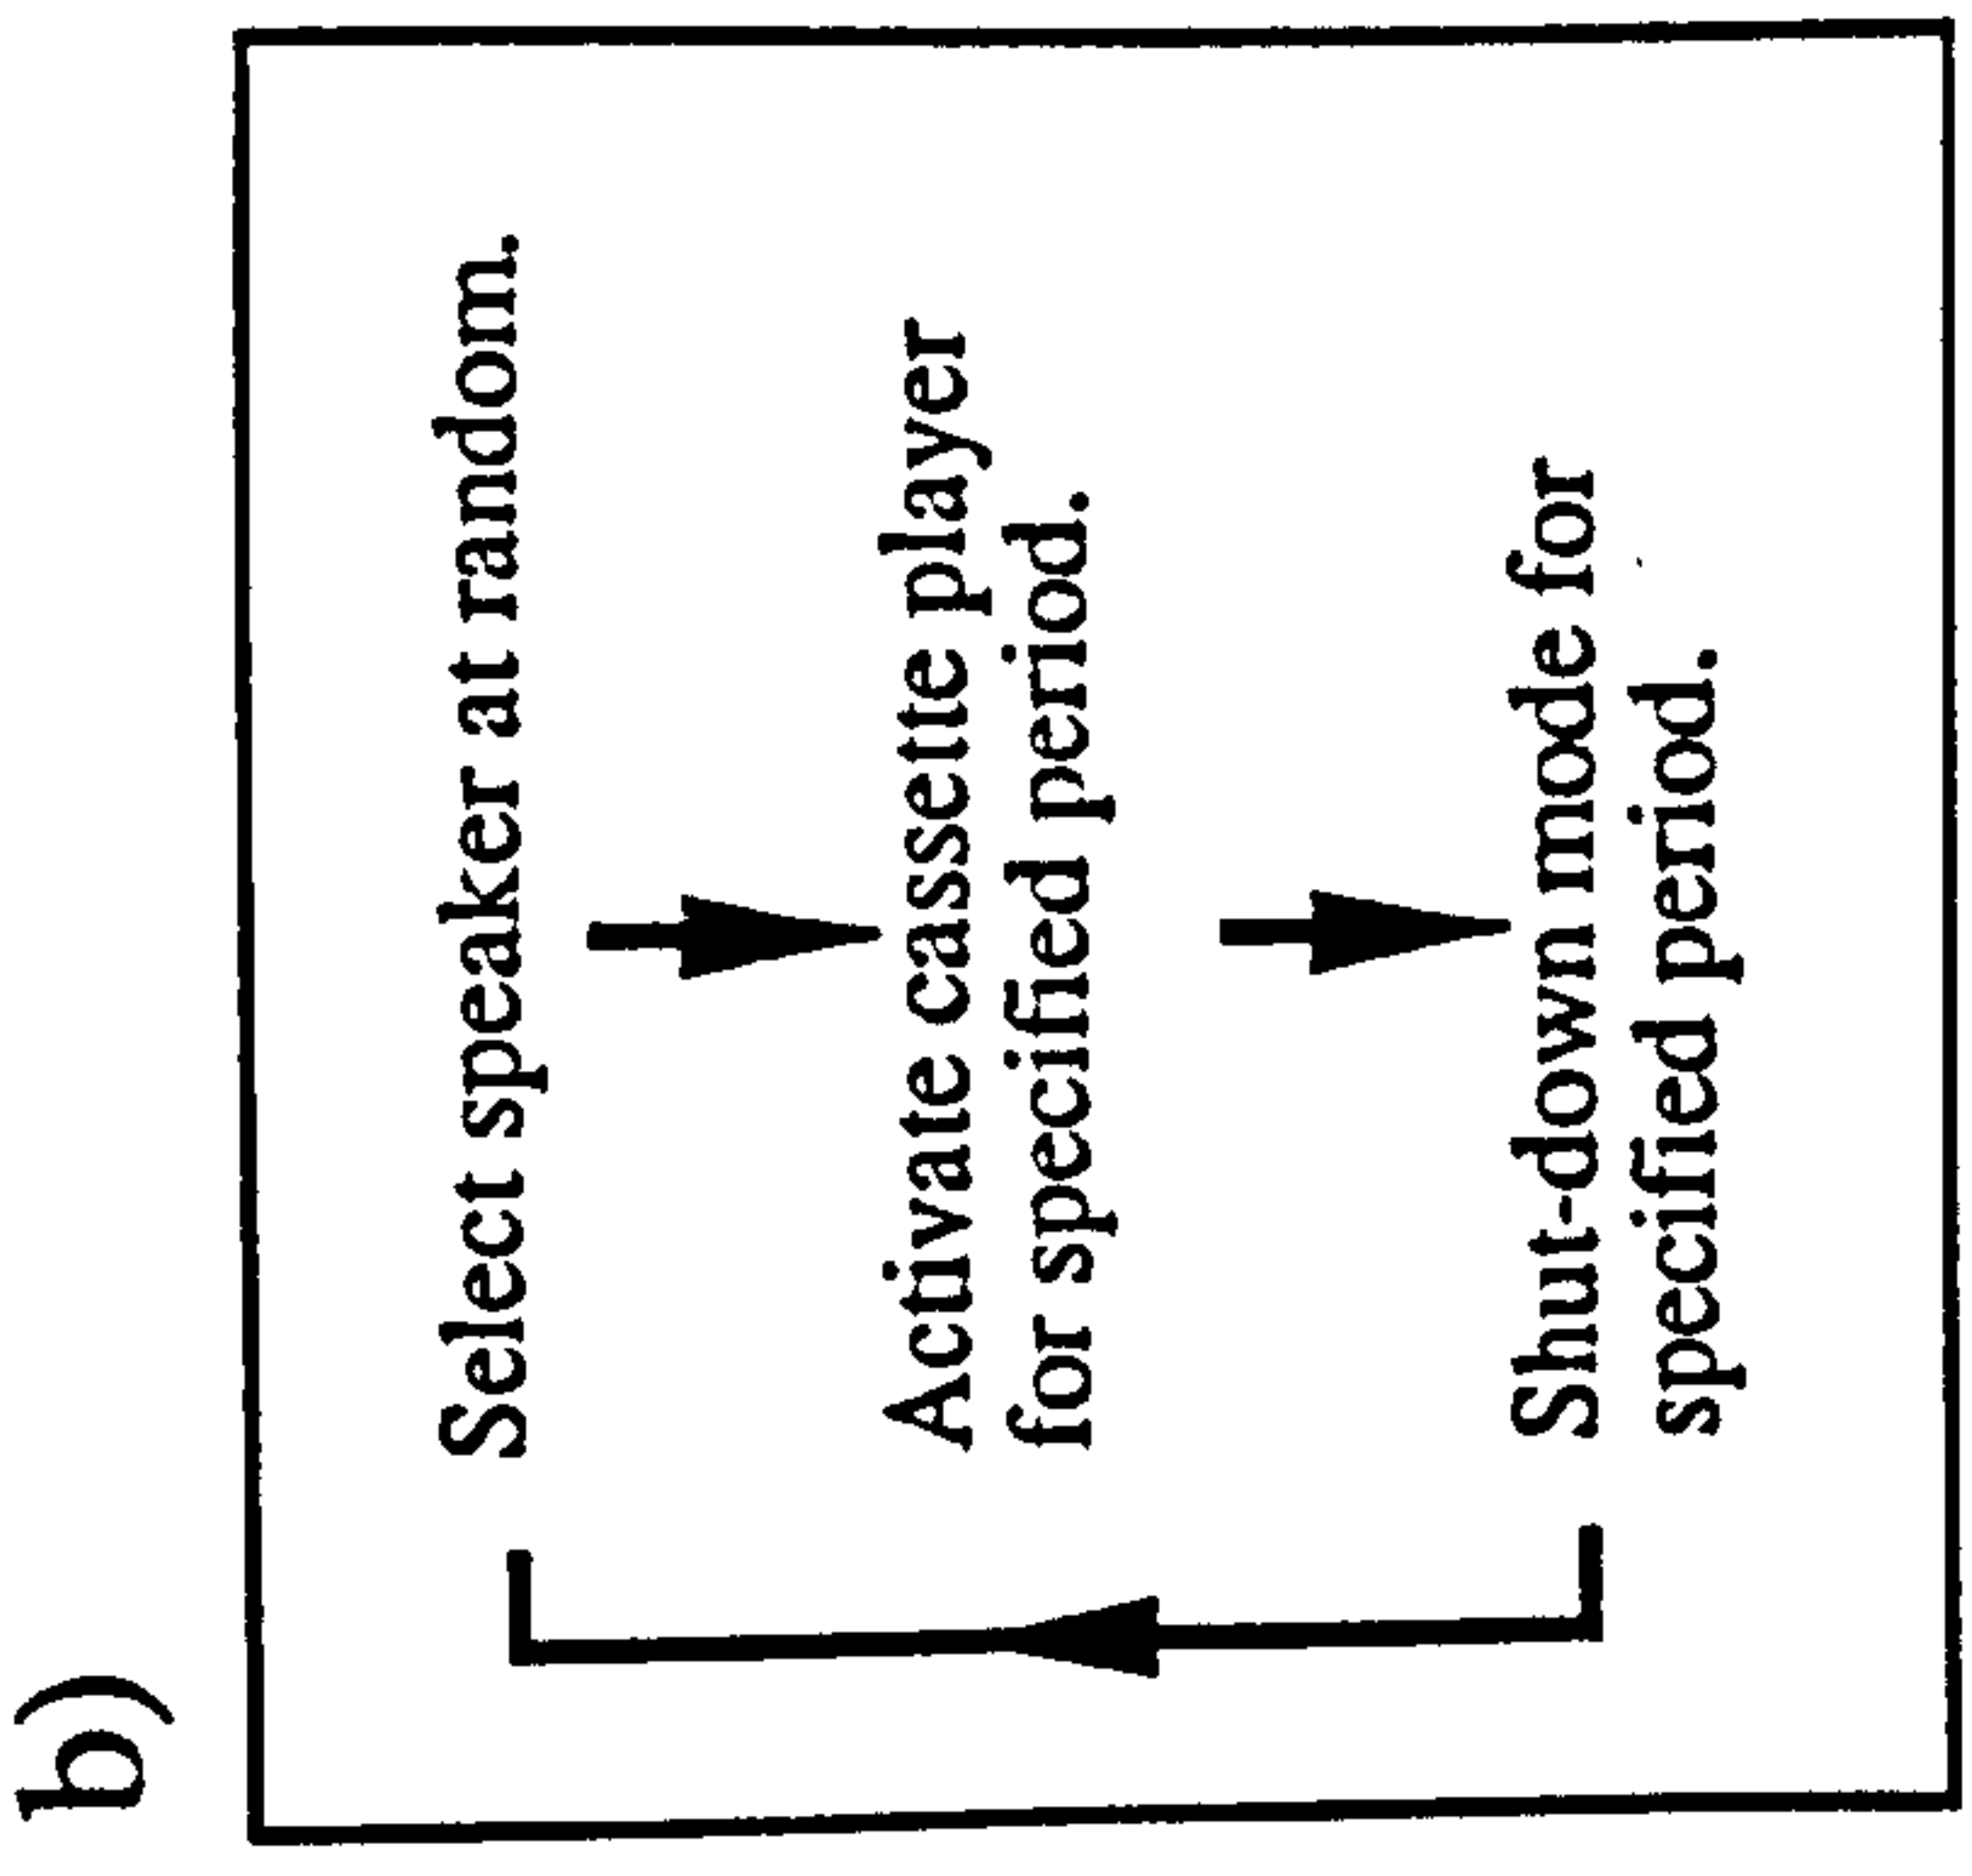 b)
Select speaker at random.
Activate cassette player
for specified period.
Shut-down mode for
specified period.